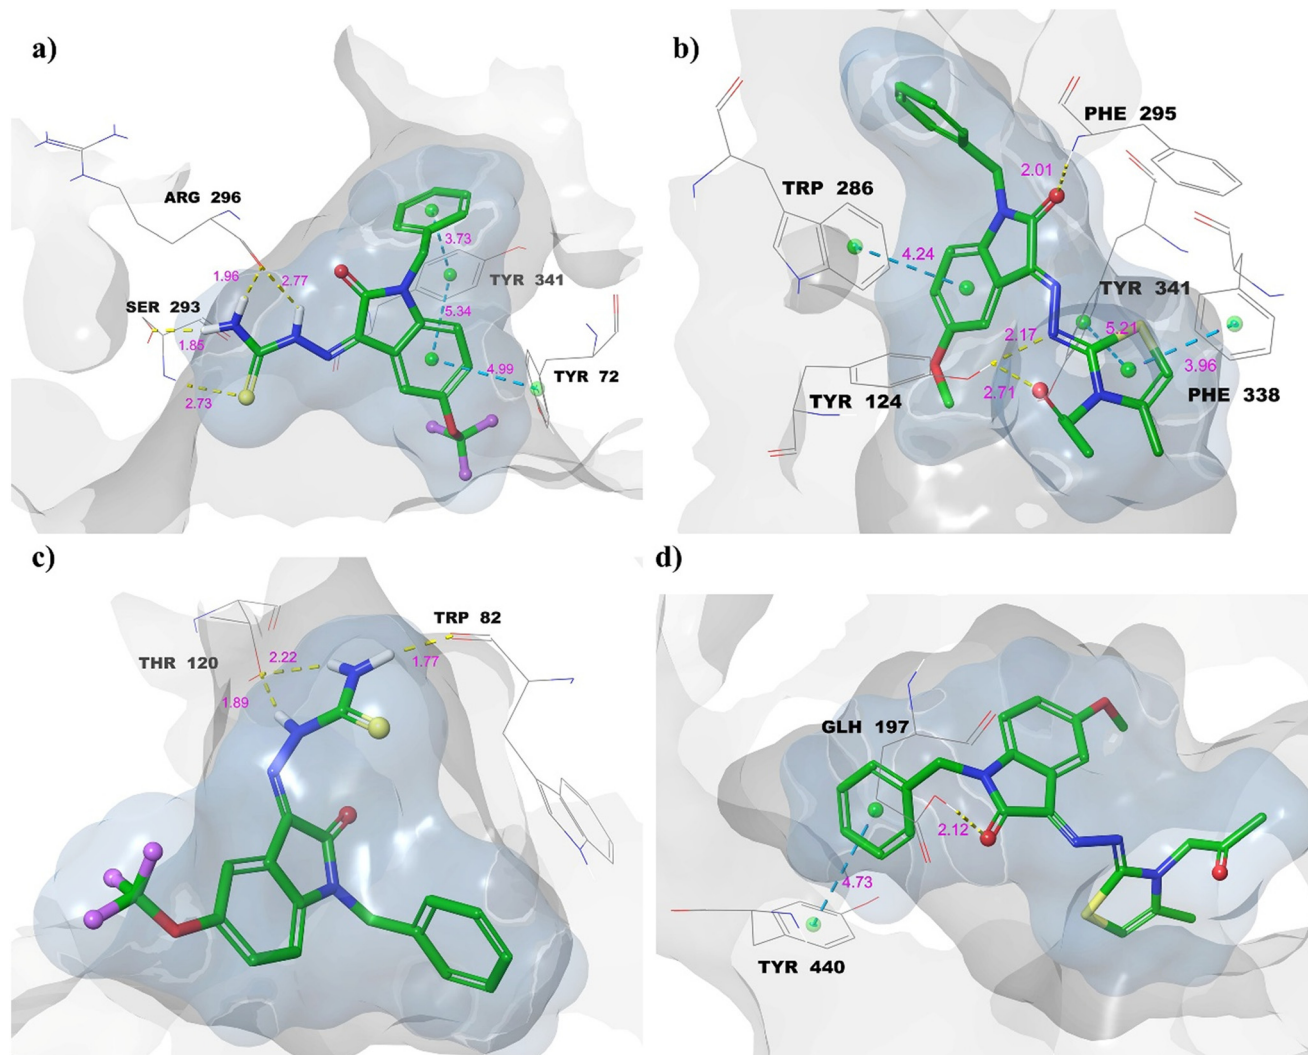 a)
ARG 296
1.96
2.77
3.73
TYR 341
SER 293
5.34
1.85
4.99
TYR 72
2.73
b)
PHE 295
2.01
TRP 286
4.24
TYR 341
2.17
5.21
3.96
TYR 124
2.71
PHE 338
c)
TRP 82
THR 120
2.22
1.77
1.89
d)
GLH 197
2.12
4.73
TYR 440